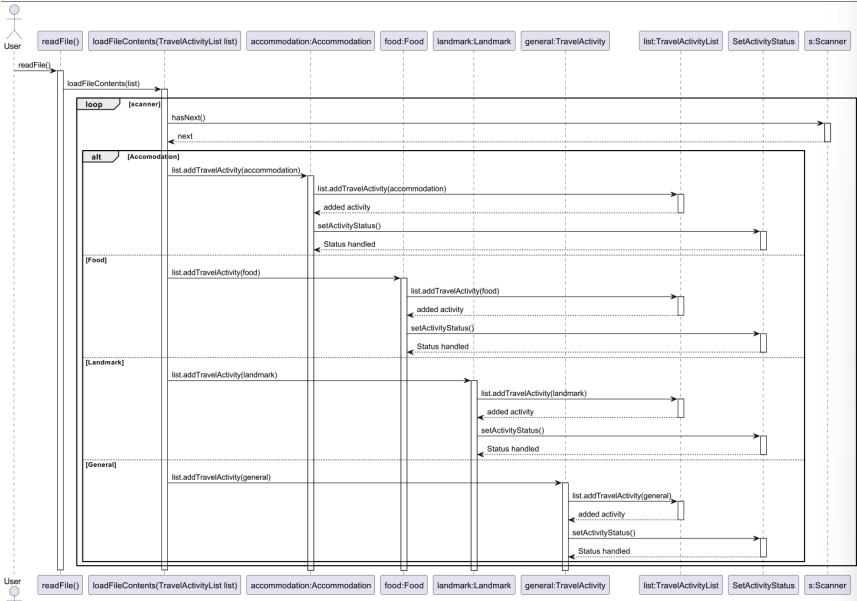 User
readFile()
loadFileContents(TravelActivityList list)
accommodation:Accommodation
food:Food
landmark:Landmark
general:TravelActivity
list:TravelActivityList
SetActivityStatus
s:Scanner
readFile()
loadFileContents(list)
loop [scanner]
hasNext()
next
alt [Accomodation]
list.addTravelActivity(accommodation)
list.addTravelActivity(accommodation)
added activity
setActivityStatus()
Status handled
[Food]
list.addTravelActivity(food)
list.addTravelActivity(food)
added activity
setActivityStatus()
Status handled
[Landmark]
list.addTravelActivity(landmark)
list.addTravelActivity(landmark)
added activity
setActivityStatus()
Status handled
[General]
list.addTravelActivity(general)
list.addTravelActivity(general)
added activity
setActivityStatus()
Status handled
User
readFile()
loadFileContents(TravelActivityList list)
accommodation:Accommodation
food:Food
landmark:Landmark
general:TravelActivity
list:TravelActivityList
SetActivityStatus
s:Scanner